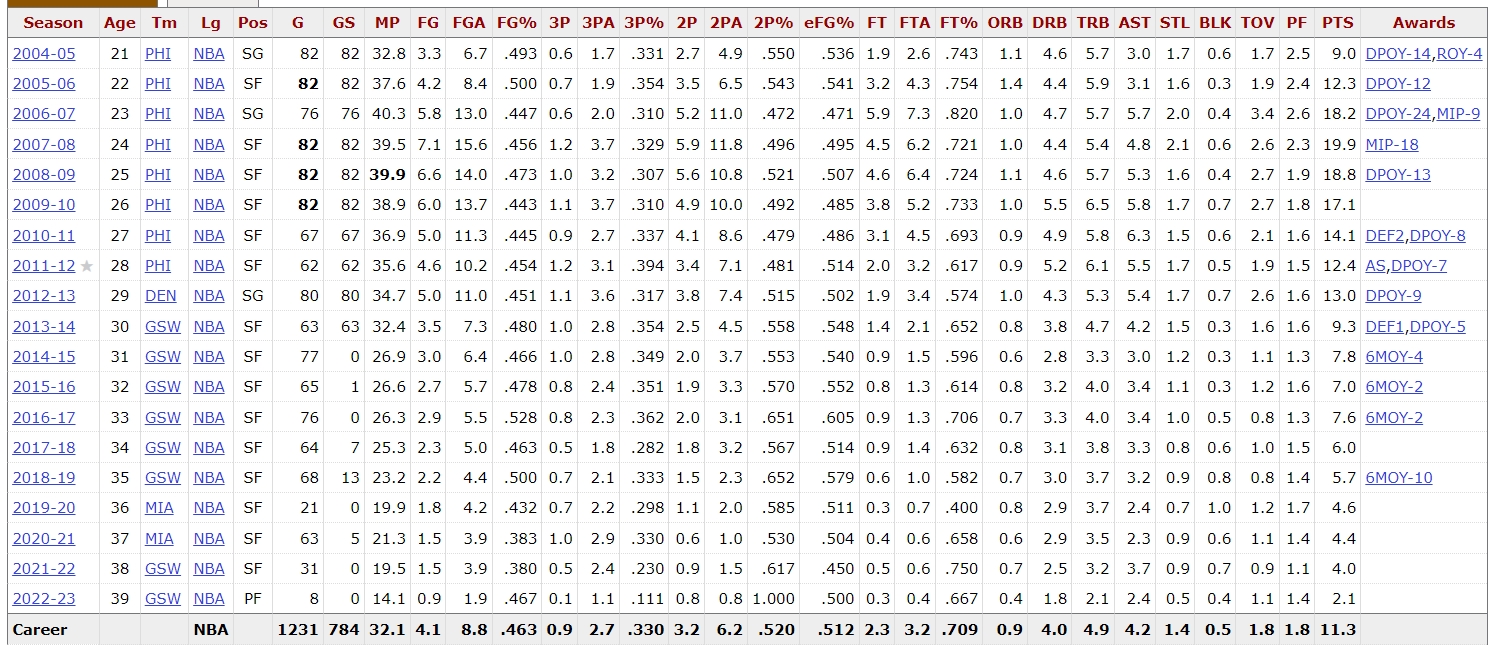 Season Age Tm Lg Pos G GS MP FG FGA FG% 3P 3PA 3P% 2P 2PA 2P% eFG% FT FTA FT% ORB DRB TRB AST STL BLK TOV PF PTS Awards
2004-05 21 PHI NBA SG 82 82 32.8 3.3 6.7 .493 0.6 1.7 .331 2.7 4.9 .550 .536 1.9 2.6 .743 1.1 4.6 5.7 3.0 1.7 0.6 1.7 2.5 9.0 DPOY-14,ROY-4
2005-06 22 PHI NBA SF 82 82 37.6 4.2 8.4 .500 0.7 1.9 .354 3.5 6.5 .543 .541 3.2 4.3 .754 1.4 4.4 5.9 3.1 1.6 0.3 1.9 2.4 12.3 DPOY-12
2006-07 23 PHI NBA SG 76 76 40.3 5.8 13.0 .447 0.6 2.0 .310 5.2 11.0 .472 .471 5.9 7.3 .820 1.0 4.7 5.7 5.7 2.0 0.4 3.4 2.6 18.2 DPOY-24,MIP-9
2007-08 24 PHI NBA SF 82 82 39.5 7.1 15.6 .456 1.2 3.7 .329 5.9 11.8 .496 .495 4.5 6.2 .721 1.0 4.4 5.4 4.8 2.1 0.6 2.6 2.3 19.9 MIP-18
2008-09 25 PHI NBA SF 82 82 39.9 6.6 14.0 .473 1.0 3.2 .307 5.6 10.8 .521 .507 4.6 6.4 .724 1.1 4.6 5.7 5.3 1.6 0.4 2.7 1.9 18.8 DPOY-13
2009-10 26 PHI NBA SF 82 82 38.9 6.0 13.7 .443 1.1 3.7 .310 4.9 10.0 .492 .485 3.8 5.2 .733 1.0 5.5 6.5 5.8 1.7 0.7 2.7 1.8 17.1
2010-11 27 PHI NBA SF 67 67 36.9 5.0 11.3 .445 0.9 2.7 .337 4.1 8.6 .479 .486 3.1 4.5 .693 0.9 4.9 5.8 6.3 1.5 0.6 2.1 1.6 14.1 DEF2,DPOY-8
2011-12 ★ 28 PHI NBA SF 62 62 35.6 4.6 10.2 .454 1.2 3.1 .394 3.4 7.1 .481 .514 2.0 3.2 .617 0.9 5.2 6.1 5.5 1.7 0.5 1.9 1.5 12.4 AS,DPOY-7
2012-13 29 DEN NBA SG 80 80 34.7 5.0 11.0 .451 1.1 3.6 .317 3.8 7.4 .515 .502 1.9 3.4 .574 1.0 4.3 5.3 5.4 1.7 0.7 2.6 1.6 13.0 DPOY-9
2013-14 30 GSW NBA SF 63 63 32.4 3.5 7.3 .480 1.0 2.8 .354 2.5 4.5 .558 .548 1.4 2.1 .652 0.8 3.8 4.7 4.2 1.5 0.3 1.6 1.6 9.3 DEF1,DPOY-5
2014-15 31 GSW NBA SF 77 0 26.9 3.0 6.4 .466 1.0 2.8 .349 2.0 3.7 .553 .540 0.9 1.5 .596 0.6 2.8 3.3 3.0 1.2 0.3 1.1 1.3 7.8 6MOY-4
2015-16 32 GSW NBA SF 65 1 26.6 2.7 5.7 .478 0.8 2.4 .351 1.9 3.3 .570 .552 0.8 1.3 .614 0.8 3.2 4.0 3.4 1.1 0.3 1.2 1.6 7.0 6MOY-2
2016-17 33 GSW NBA SF 76 0 26.3 2.9 5.5 .528 0.8 2.3 .362 2.0 3.1 .651 .605 0.9 1.3 .706 0.7 3.3 4.0 3.4 1.0 0.5 0.8 1.3 7.6 6MOY-2
2017-18 34 GSW NBA SF 64 7 25.3 2.3 5.0 .463 0.5 1.8 .282 1.8 3.2 .567 .514 0.9 1.4 .632 0.8 3.1 3.8 3.3 0.8 0.6 1.0 1.5 6.0
2018-19 35 GSW NBA SF 68 13 23.2 2.2 4.4 .500 0.7 2.1 .333 1.5 2.3 .652 .579 0.6 1.0 .582 0.7 3.0 3.7 3.2 0.9 0.8 0.8 1.4 5.7 6MOY-10
2019-20 36 MIA NBA SF 21 0 19.9 1.8 4.2 .432 0.7 2.2 .298 1.1 2.0 .585 .511 0.3 0.7 .400 0.8 2.9 3.7 2.4 0.7 1.0 1.2 1.7 4.6
2020-21 37 MIA NBA SF 63 5 21.3 1.5 3.9 .383 1.0 2.9 .330 0.6 1.0 .530 .504 0.4 0.6 .658 0.6 2.9 3.5 2.3 0.9 0.6 1.1 1.4 4.4
2021-22 38 GSW NBA SF 31 0 19.5 1.5 3.9 .380 0.5 2.4 .230 0.9 1.5 .617 .450 0.5 0.6 .750 0.7 2.5 3.2 3.7 0.9 0.7 0.9 1.1 4.0
2022-23 39 GSW NBA PF 8 0 14.1 0.9 1.9 .467 0.1 1.1 .111 0.8 0.8 1.000 .500 0.3 0.4 .667 0.4 1.8 2.1 2.4 0.5 0.4 1.1 1.4 2.1
Career NBA 1231 784 32.1 4.1 8.8 .463 0.9 2.7 .330 3.2 6.2 .520 .512 2.3 3.2 .709 0.9 4.0 4.9 4.2 1.4 0.5 1.8 1.8 11.3